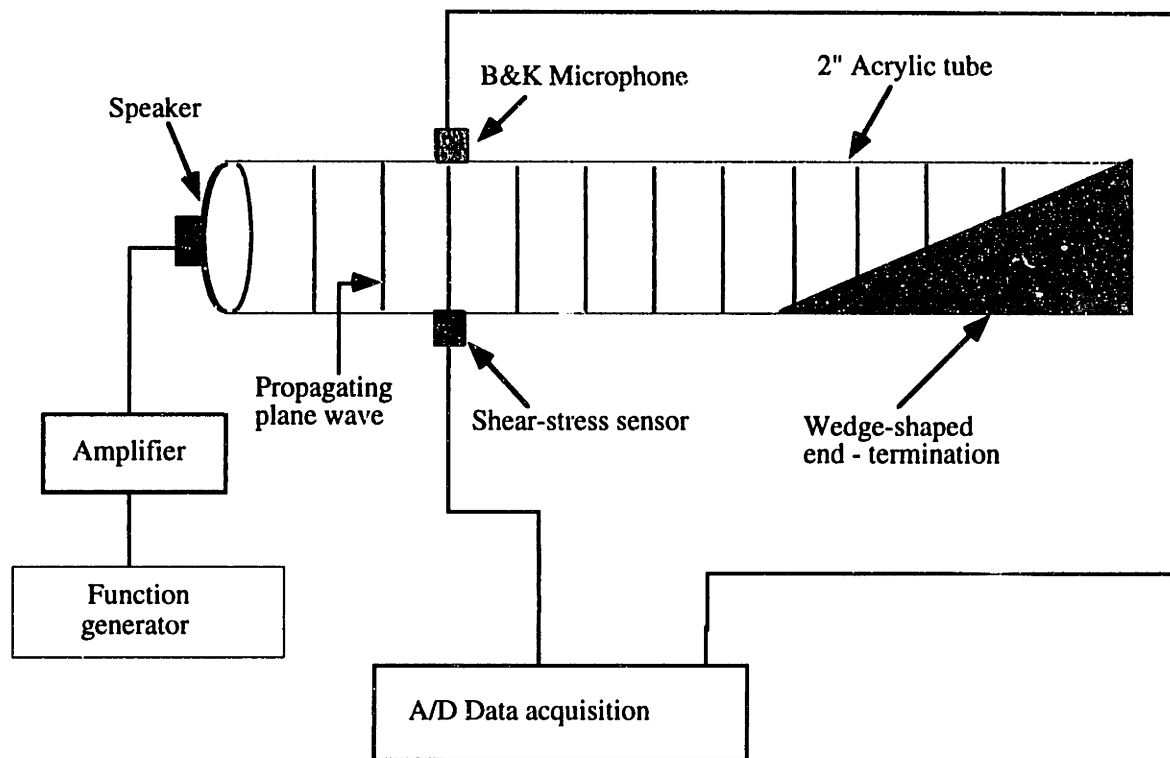 2" Acrylic tube
B&K Microphone
Speaker
Propagating
plane wave
Shear-stress sensor
Wedge-shaped
end - termination
Amplifier
Function
generator
A/D Data acquisition